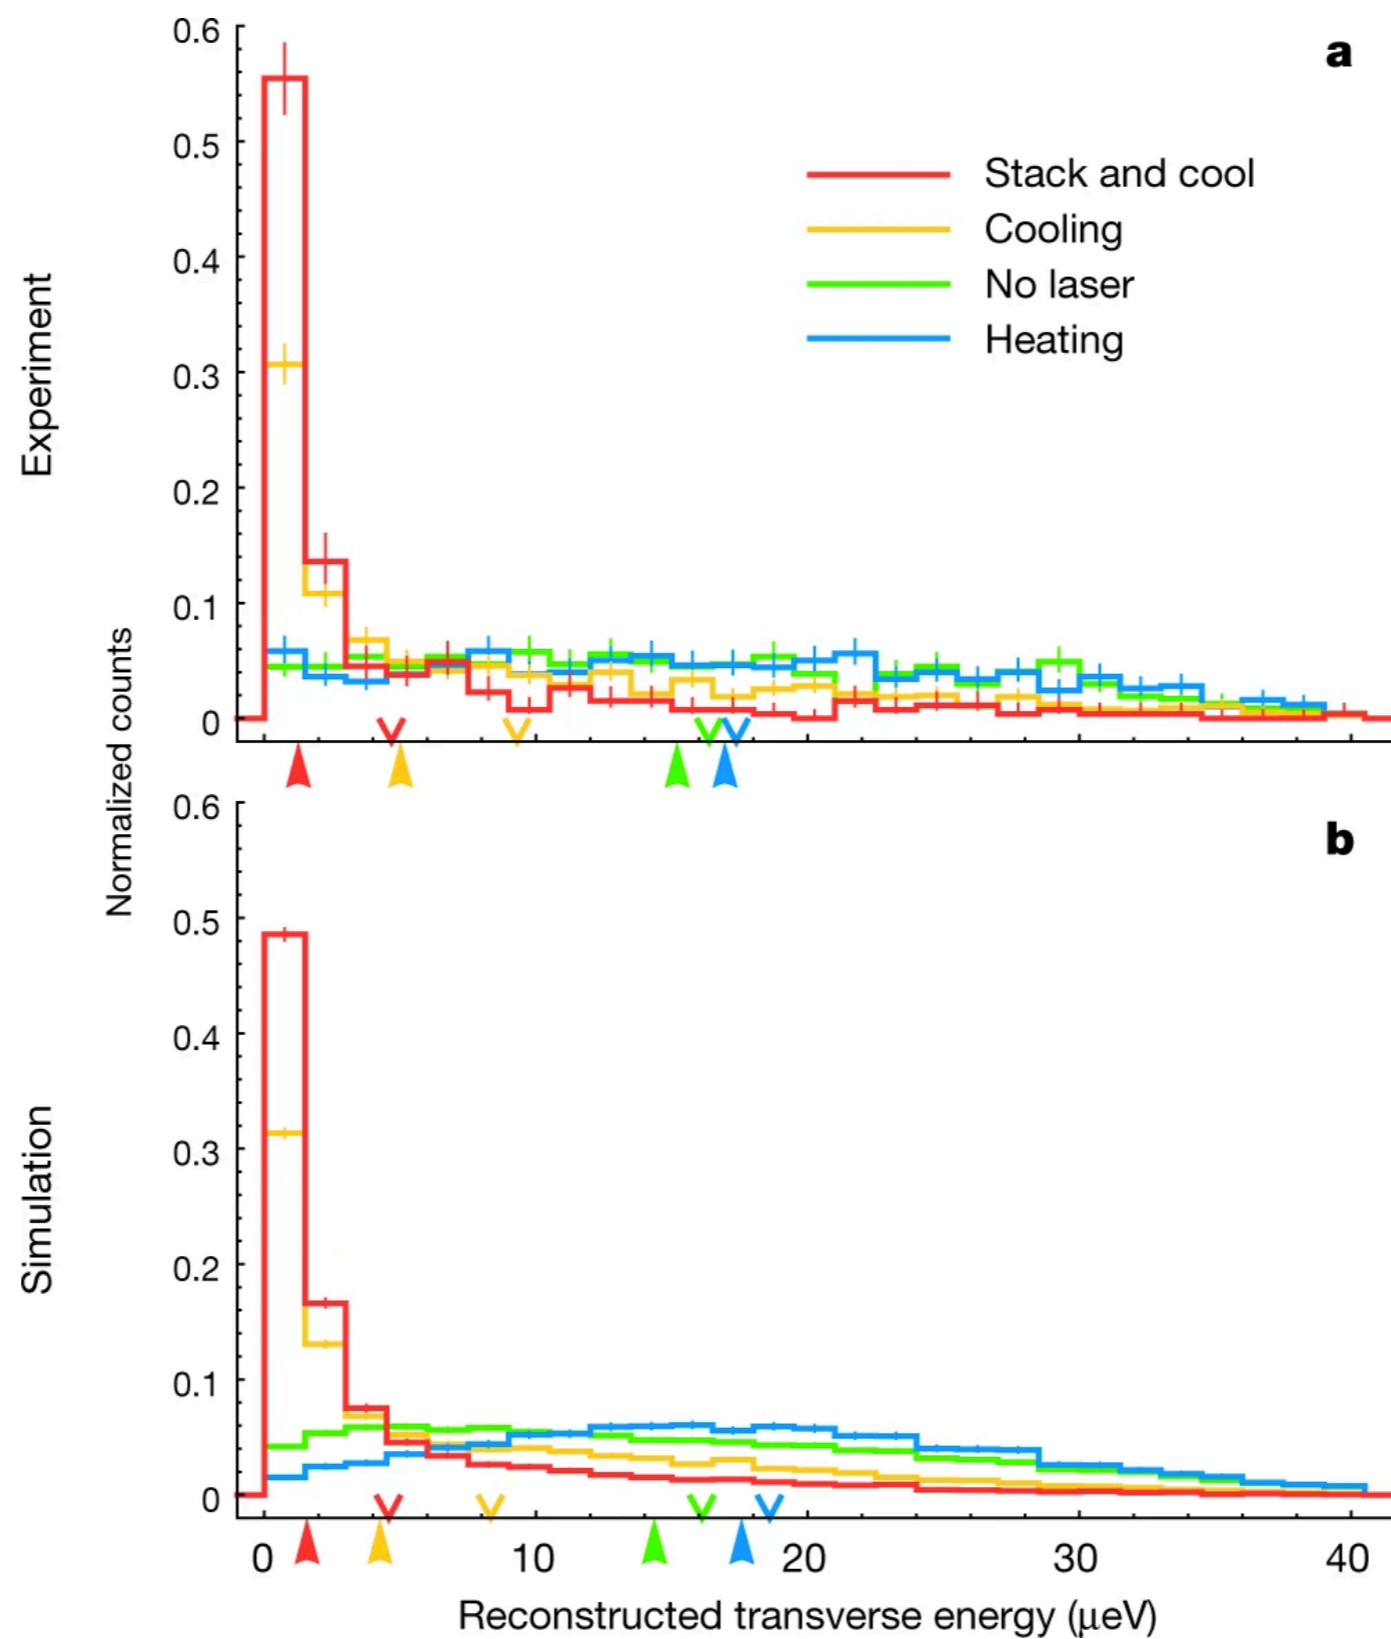 a
0.6
0.5
0.4
0.3
0.2
0.1
0
Experiment
Stack and cool
Cooling
No laser
Heating
Normalized counts
b
0.6
0.5
0.4
0.3
0.2
0.1
0
Simulation
0 10 20 30 40
Reconstructed transverse energy (μeV)